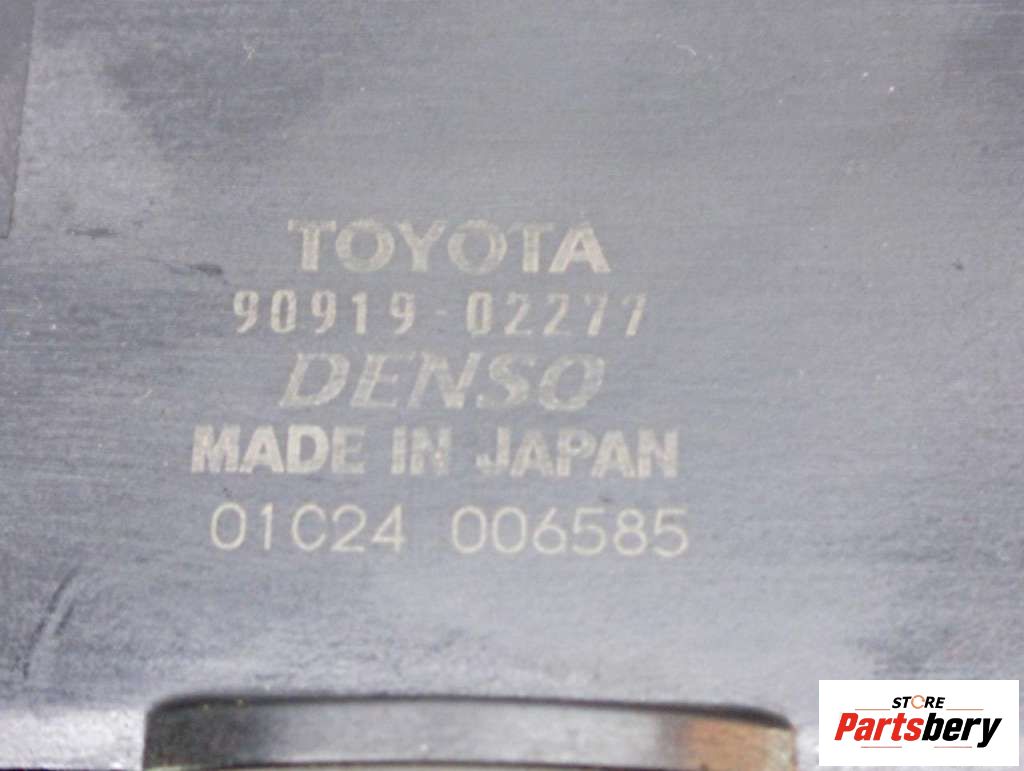 TOYOTA
90919-02277
DENSO
MADE IN JAPAN
01C24 006585
STORE
Partsbery